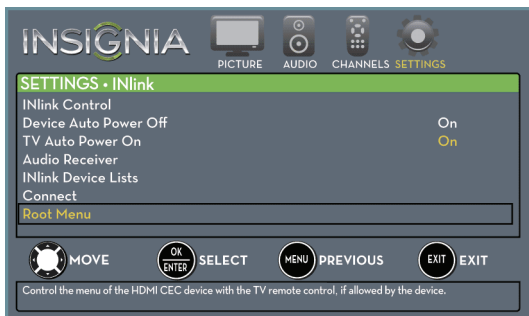 INSIGNIA
PICTURE AUDIO CHANNELS SETTINGS
SETTINGS • INlink
INlink Control
Device Auto Power Off On
TV Auto Power On On
Audio Receiver
INlink Device Lists
Connect
Root Menu
MOVE OK ENTER SELECT MENU PREVIOUS EXIT EXIT
Control the menu of the HDMI CEC device with the TV remote control, if allowed by the device.